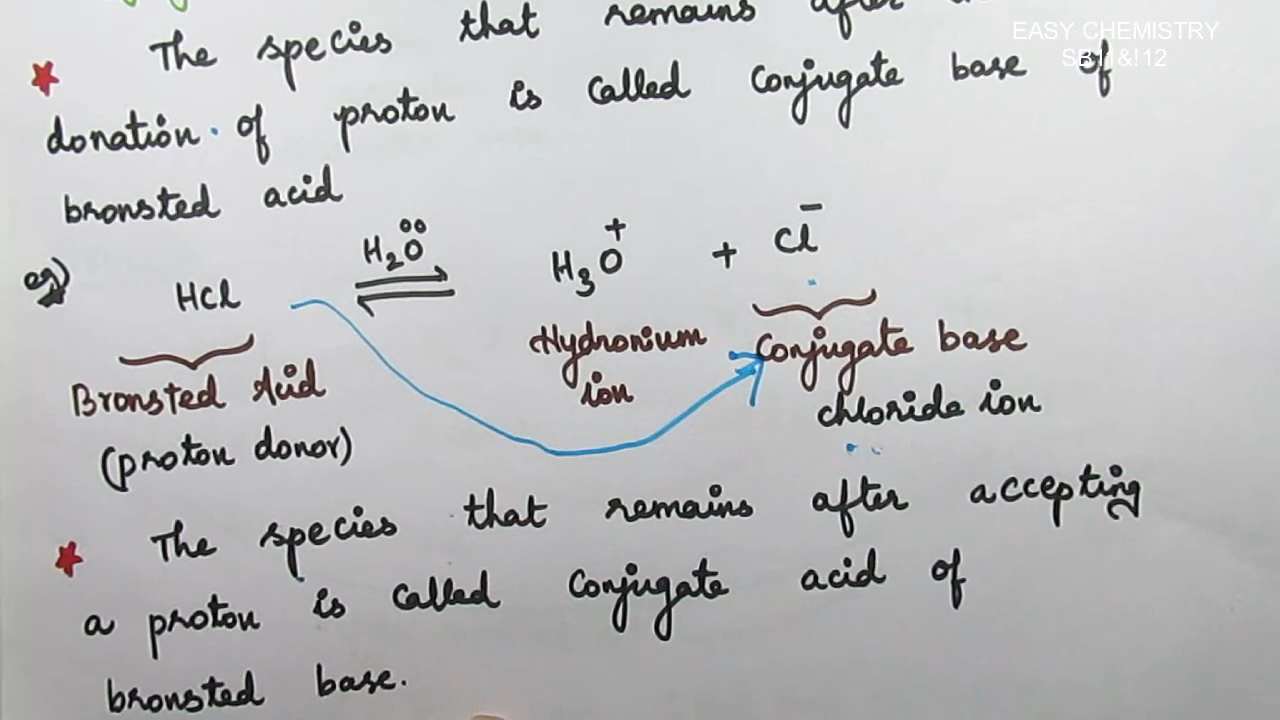 The species that remains after
EASY CHEMISTRY
SB11&!12
donation of proton is called conjugate base of
bronsted acid
eg) HCl ⇌ H₃O⁺ + Cl⁻
H₂O
Bronsted Acid
(proton donor)
Hydronium
ion
Conjugate base
chloride ion
The species that remains after accepting
a proton is called conjugate acid of
bronsted base.